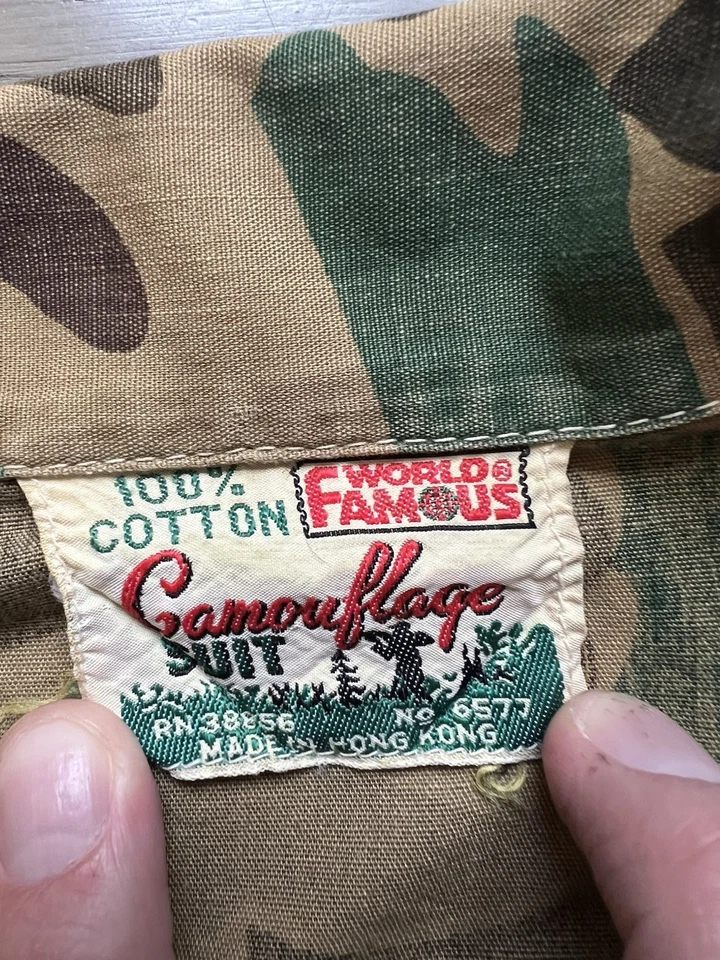 100%
COTTON
WORLD®
FAMOUS
Camouflage
SUIT
RN 38856 No 6577
MADE IN HONG KONG